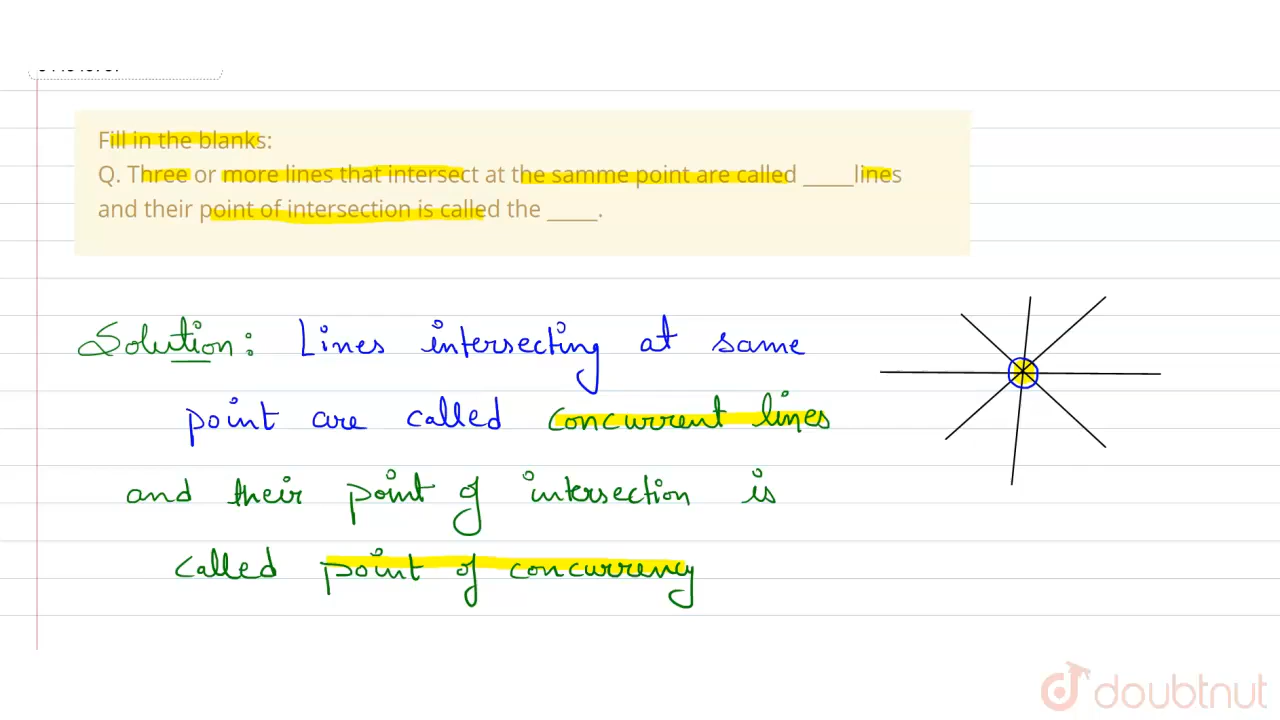 Fill in the blanks:
Q. Three or more lines that intersect at the samme point are called _____lines
and their point of intersection is called the _____.
Solution: Lines intersecting at same
point are called concurrent lines
and their point of intersection is
called point of concurrency
doubtnut